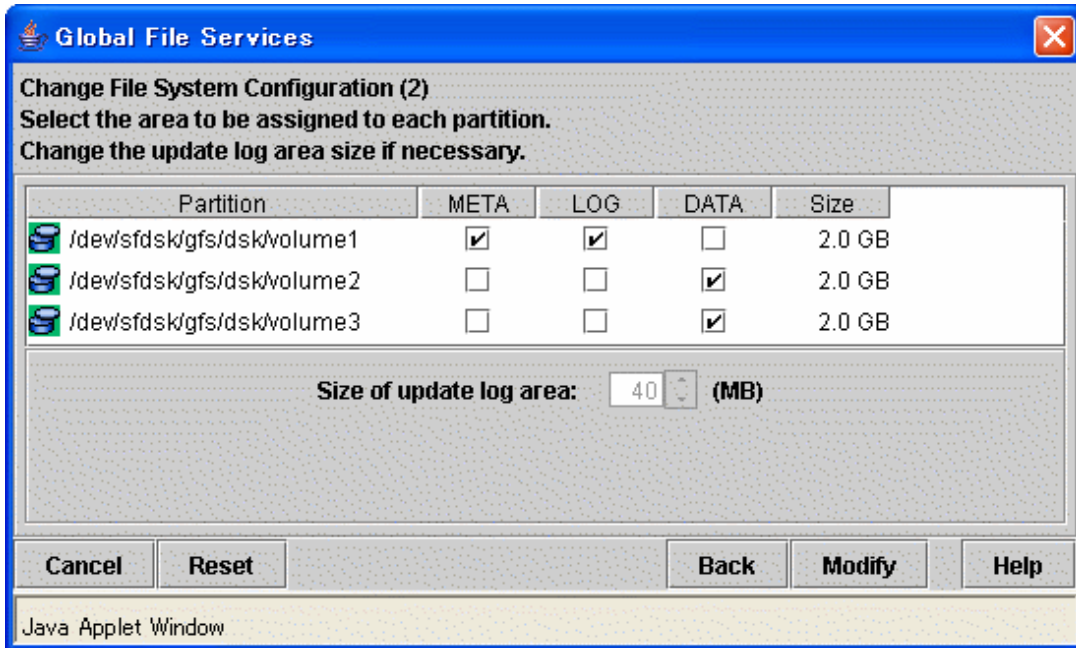 Global File Services
Change File System Configuration (2)
Select the area to be assigned to each partition.
Change the update log area size if necessary.
Partition META LOG DATA Size
/dev/sfdsk/gfs/dsk/volume1 2.0 GB
/dev/sfdsk/gfs/dsk/volume2 2.0 GB
/dev/sfdsk/gfs/dsk/volume3 2.0 GB
Size of update log area: 40 (MB)
Cancel Reset Back Modify Help
Java Applet Window